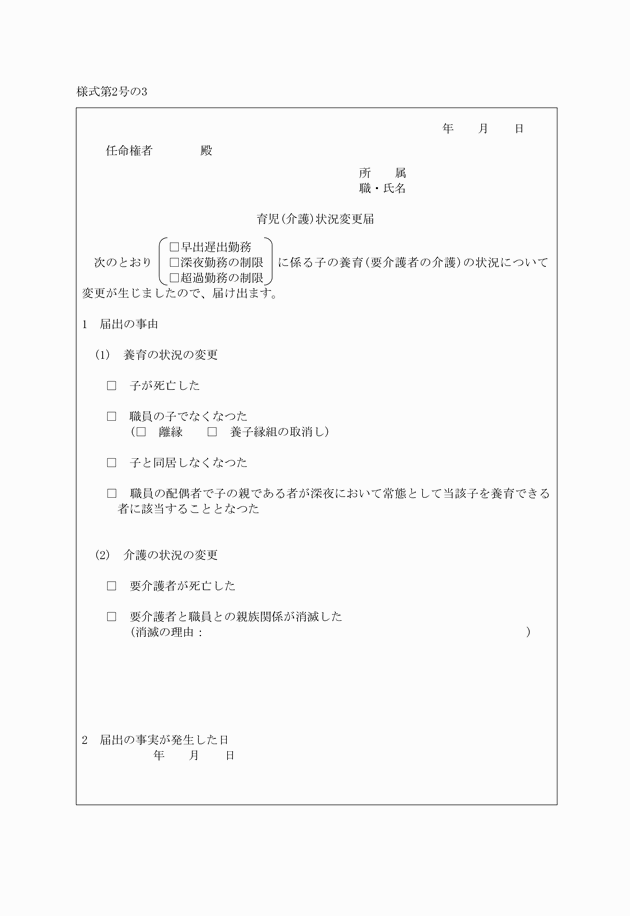 様式第2号の3
年　　月　　日
任命権者　　　　殿
所　　属
職・氏名
育児(介護)状況変更届
□早出遅出勤務
次のとおり □深夜勤務の制限 に係る子の養育(要介護者の介護)の状況について
□超過勤務の制限
変更が生じましたので、届け出ます。
1　届出の事由
(1)　養育の状況の変更
□　子が死亡した
□　職員の子でなくなつた
(□　離縁　　□　養子縁組の取消し)
□　子と同居しなくなつた
□　職員の配偶者で子の親である者が深夜において常態として当該子を養育できる
者に該当することとなつた
(2)　介護の状況の変更
□　要介護者が死亡した
□　要介護者と職員との親族関係が消滅した
(消滅の理由：　　　　　　　　　　　　　　　　　　　　　　　　　　　)
2　届出の事実が発生した日
年　　月　　日